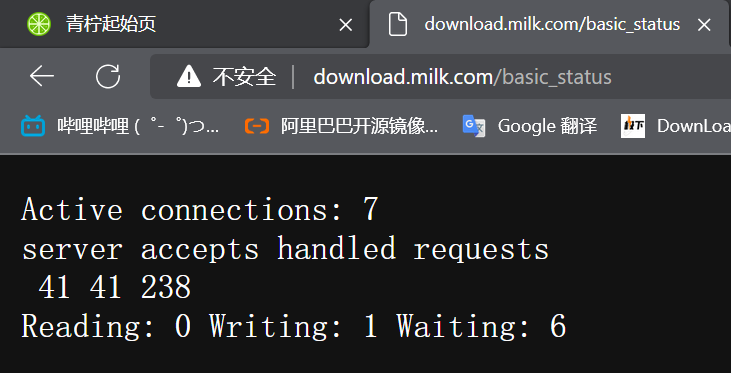 青柠起始页
download.milk.com/basic_status
不安全
download.milk.com/basic_status
哔哩哔哩 (゜-゜)つ...
阿里巴巴开源镜像...
Google 翻译
DownLoa
Active connections: 7
server accepts handled requests
41 41 238
Reading: 0 Writing: 1 Waiting: 6